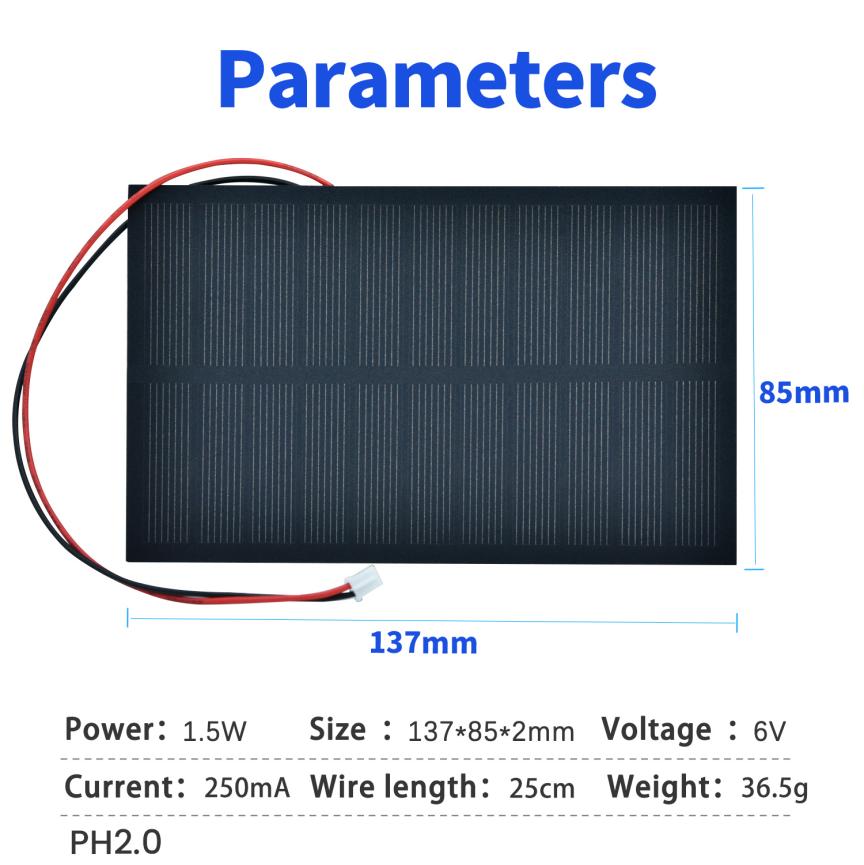 Parameters
85mm
137mm
Power: 1.5W Size : 137*85*2mm Voltage : 6V
Current: 250mA Wire length: 25cm Weight: 36.5g
PH2.0